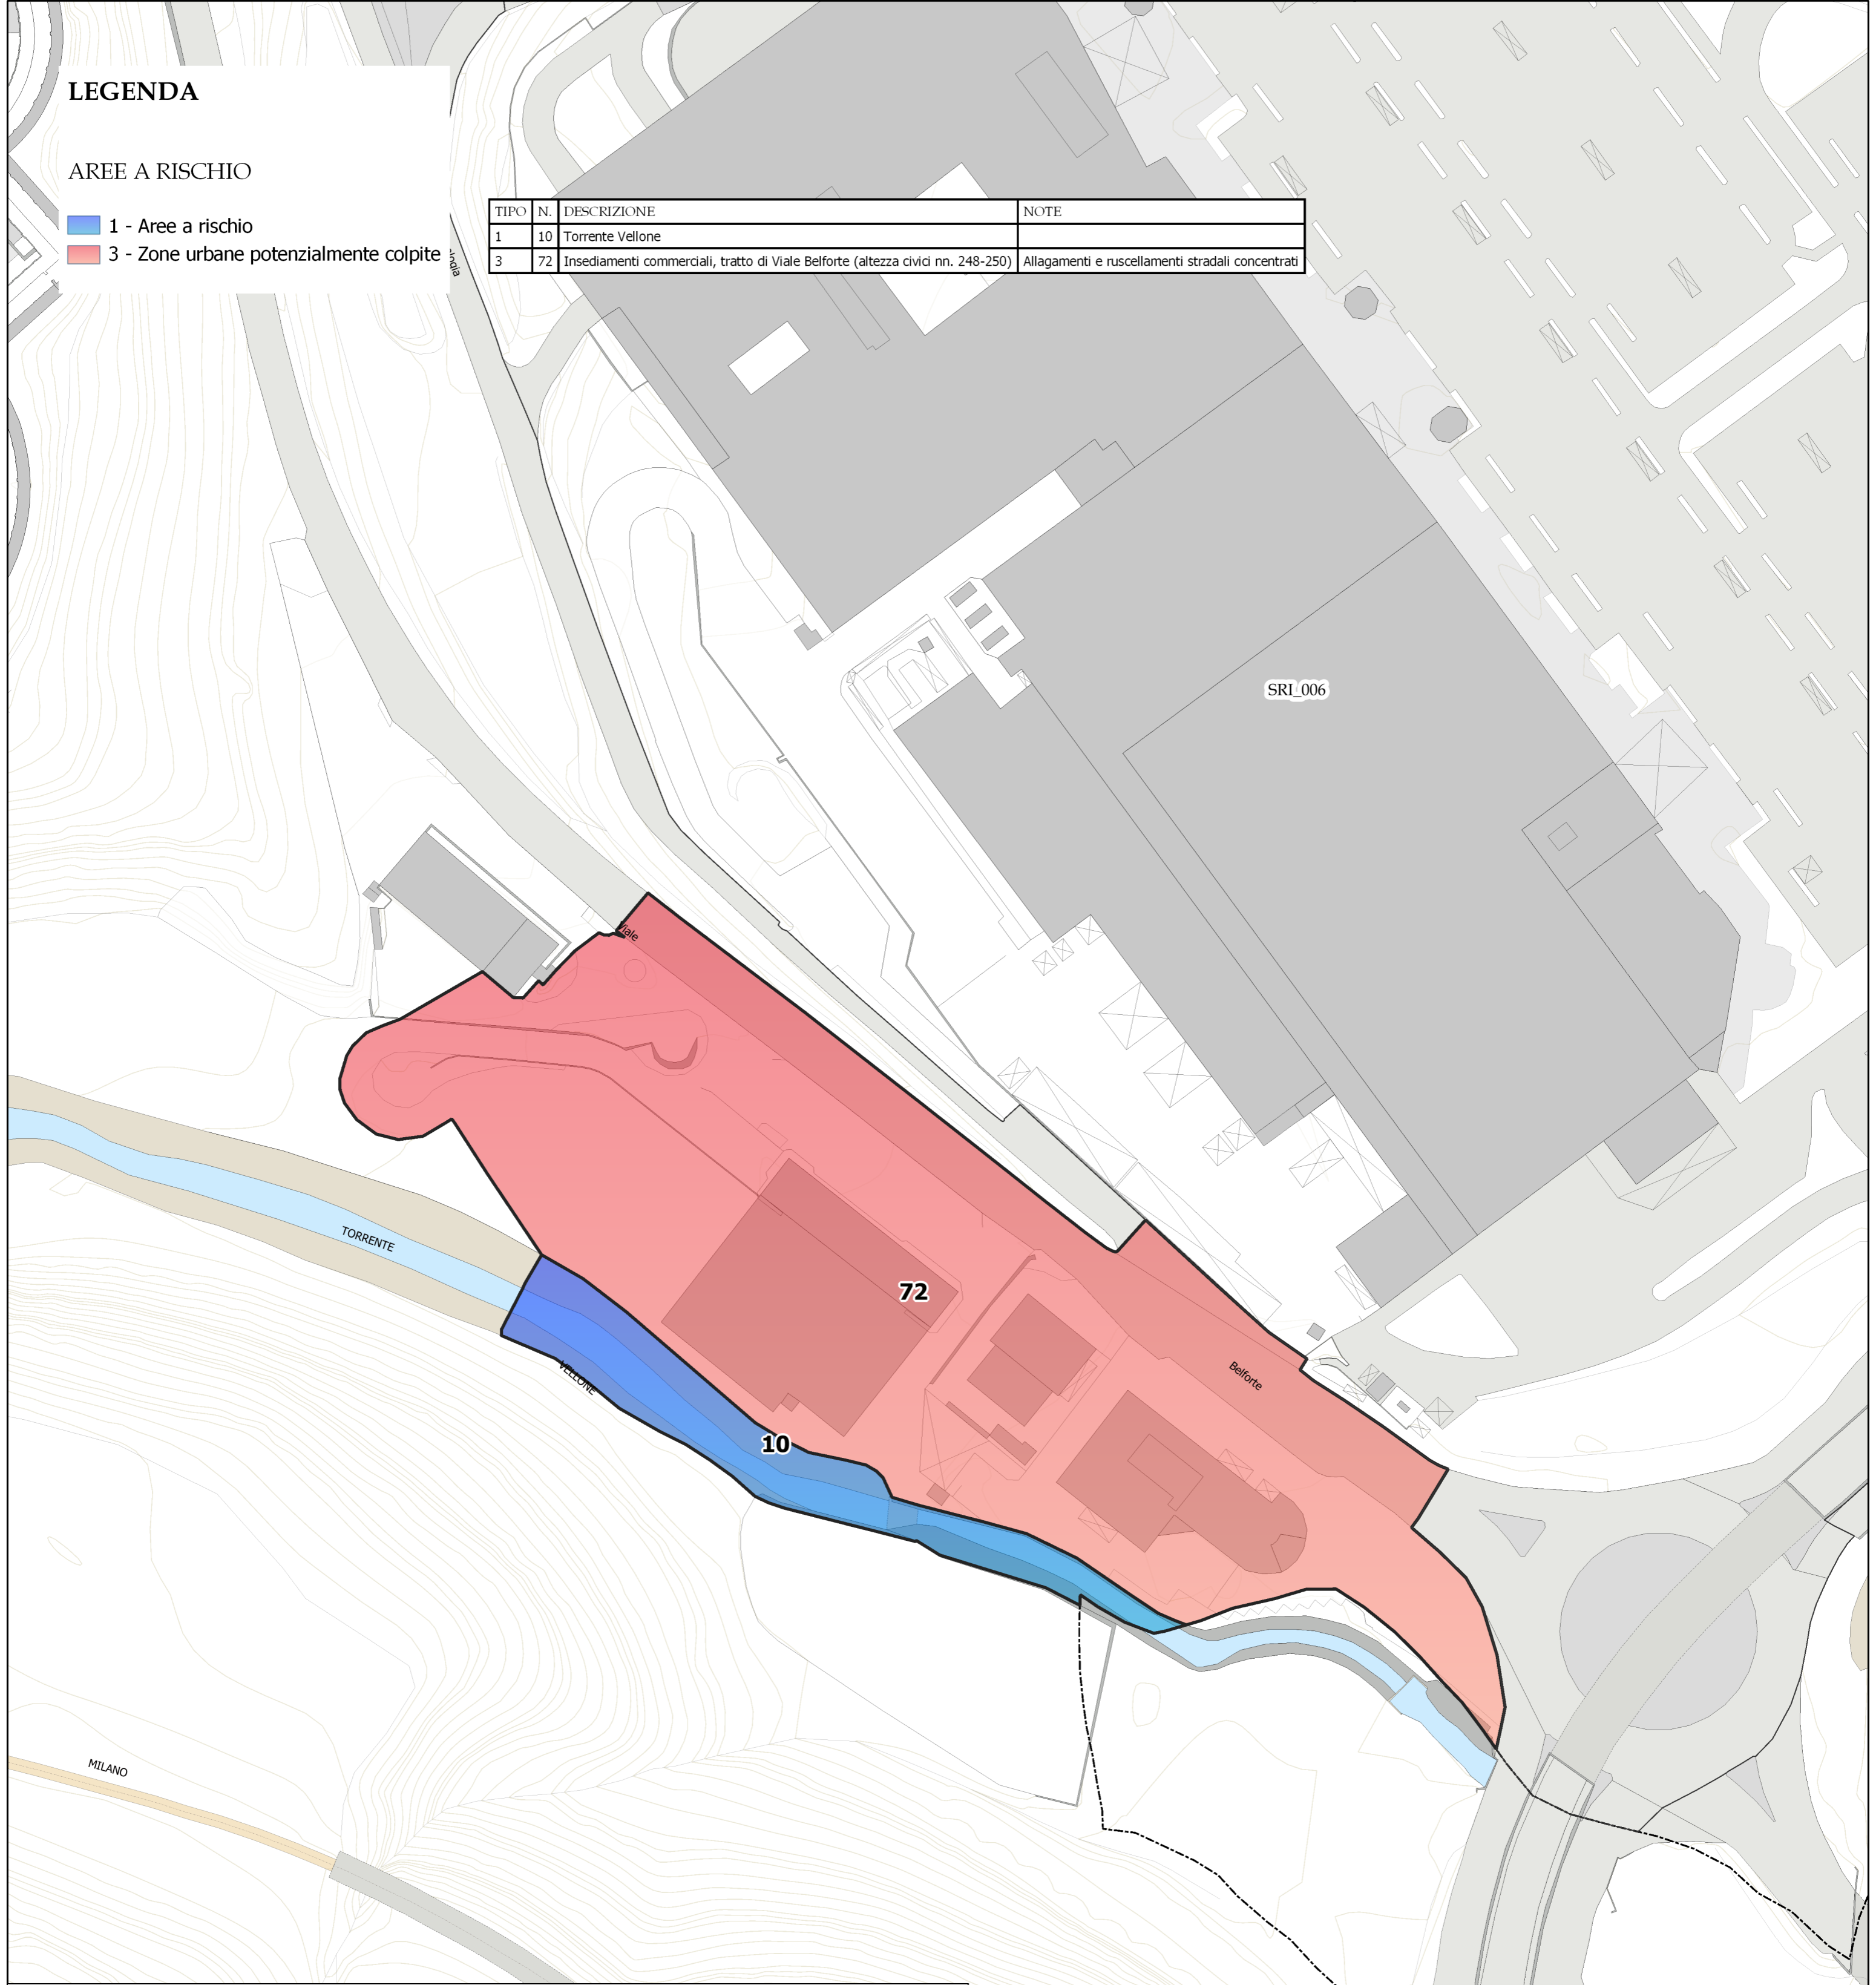 LEGENDA
AREE A RISCHIO
1 - Aree a rischio
3 - Zone urbane potenzialmente colpite
TIPO N. DESCRIZIONE NOTE
1 10 Torrente Vellone
3 72 Insediamenti commerciali, tratto di Viale Belforte (altezza civici nn. 248-250) Allagamenti e ruscellamenti stradali concentrati
SRI_006
Viale
TORRENTE
72
VELLONE
Belforte
10
MILANO